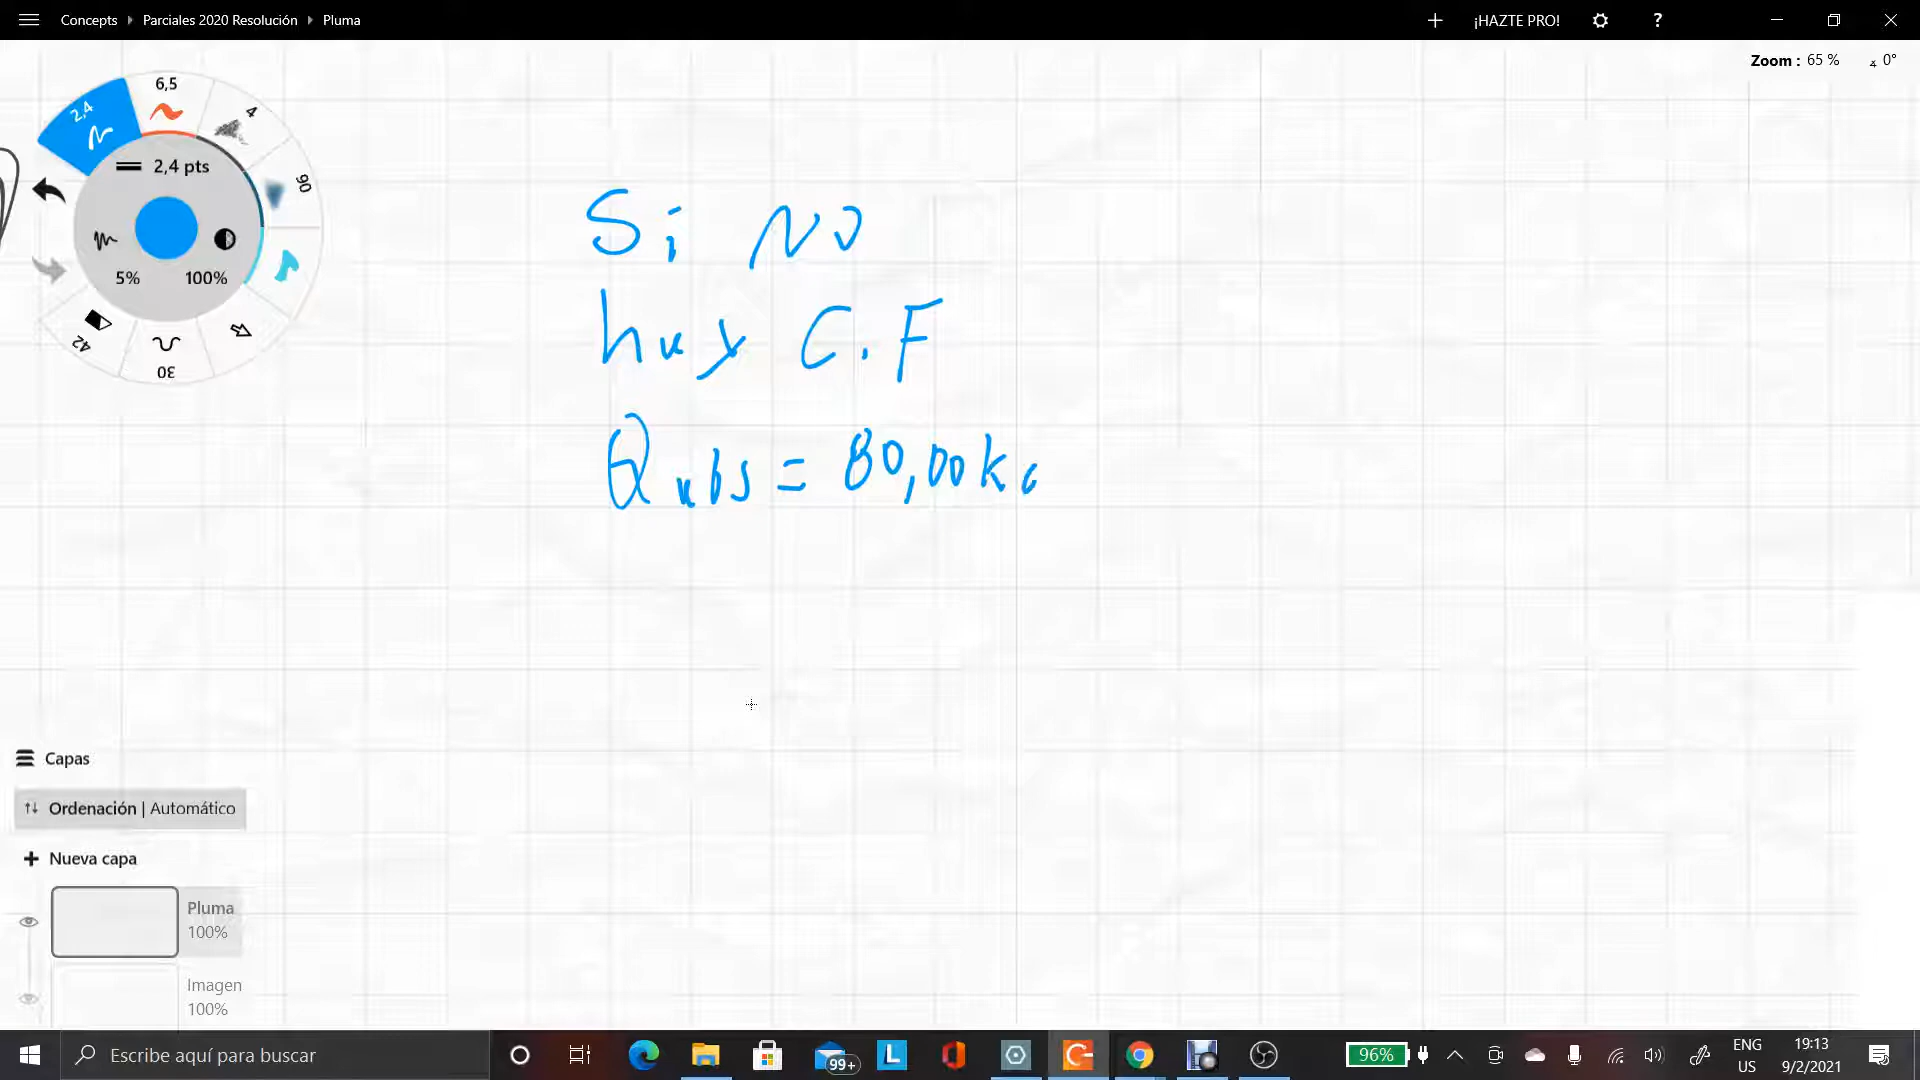 Concepts ▸ Parciales 2020 Resolución ▸ Pluma
¡HAZTE PRO!
?
Zoom : 65 % 0°
2,4
6,5
4
90
2,4 pts
5% 100%
42
30
Si NO
hay C.F
Qabs = 80,00 kc
Capas
Ordenación | Automático
Nueva capa
Pluma
100%
Imagen
100%
Escribe aquí para buscar
99+
L
96%
ENG
US
19:13
9/2/2021